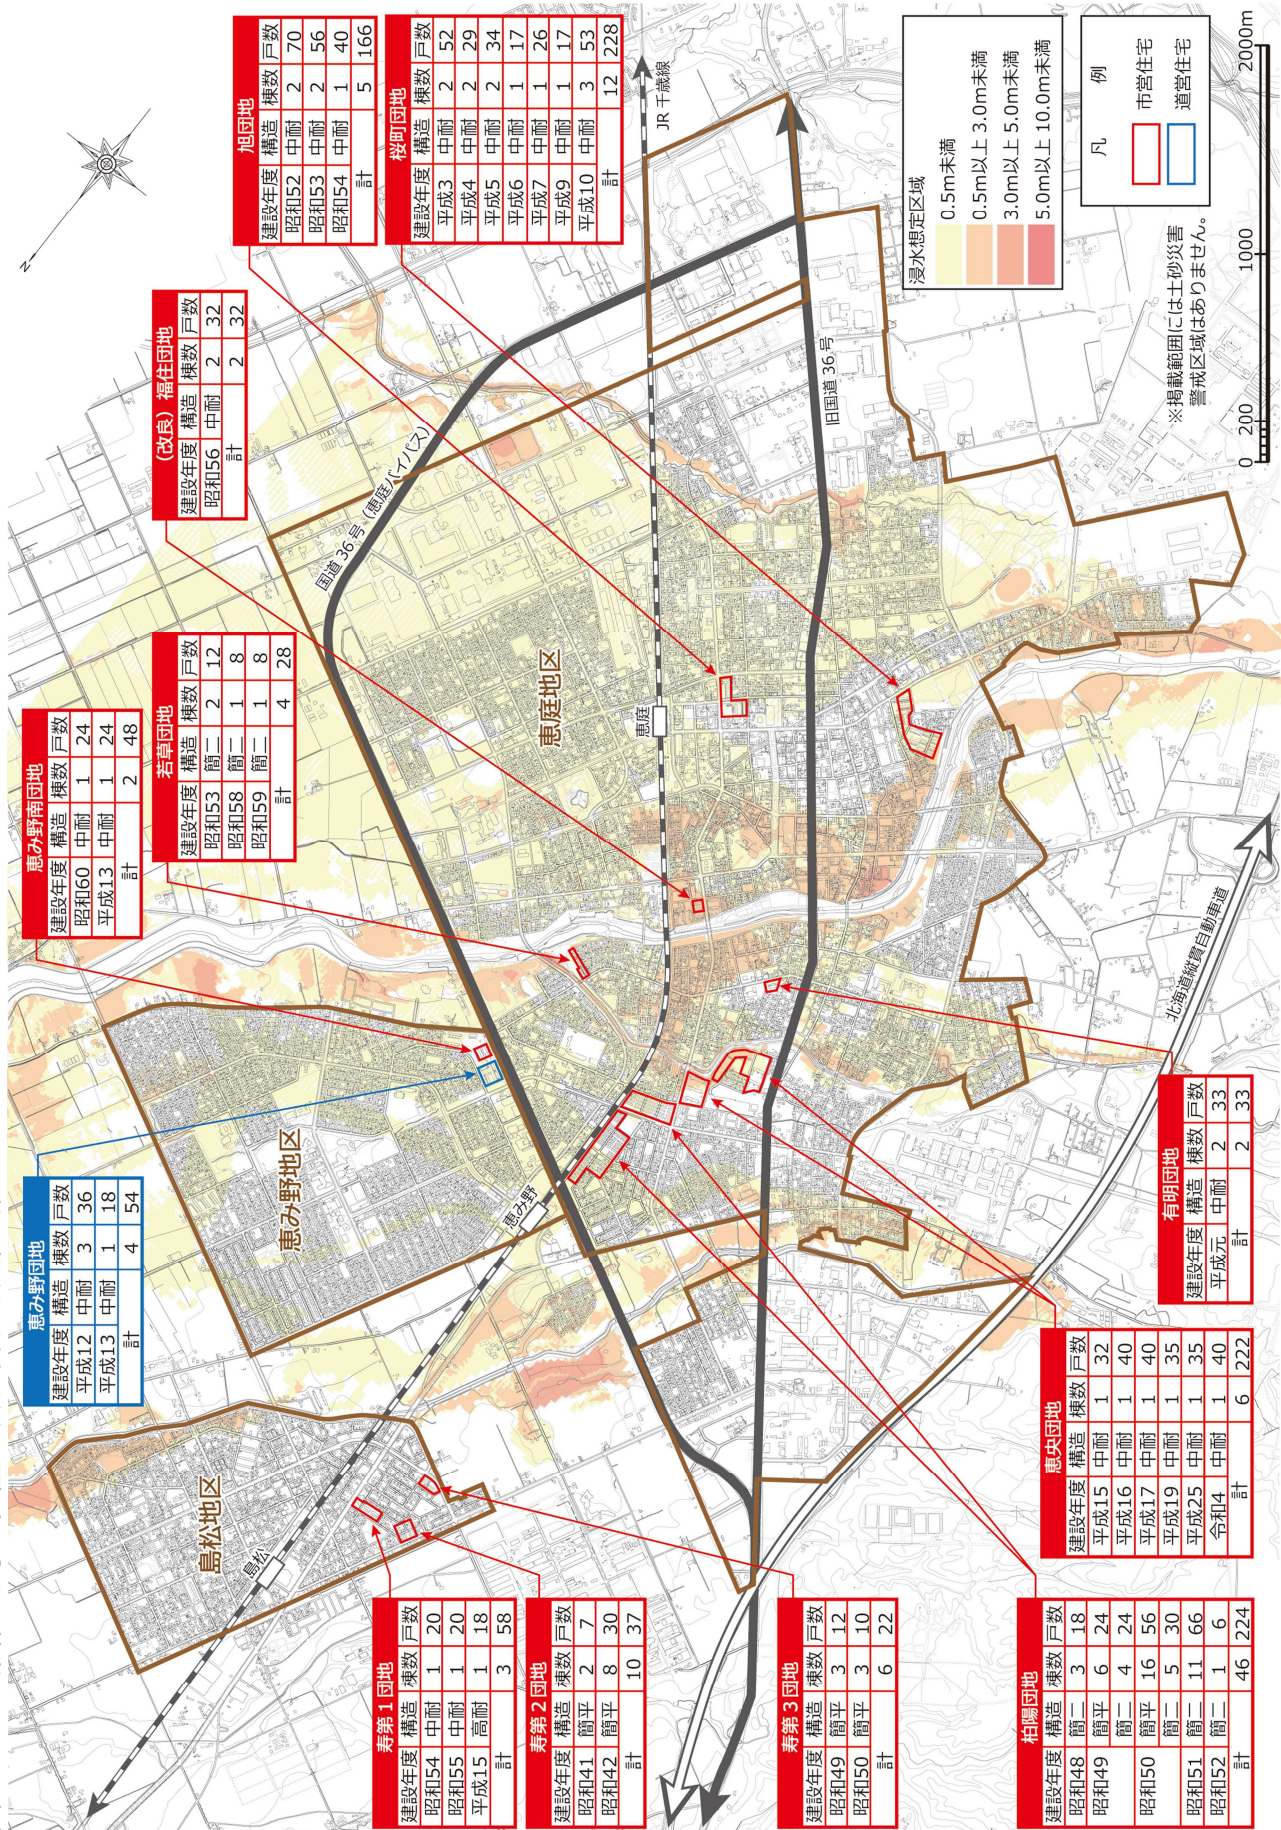 恵み野団地
建設年度 構造 棟数 戸数
平成12 中耐 3 36
平成13 中耐 1 18
計 4 54
恵み野南団地
建設年度 構造 棟数 戸数
昭和60 中耐 1 24
平成13 中耐 1 24
計 2 48
若草団地
建設年度 構造 棟数 戸数
昭和53 簡二 2 12
昭和58 簡二 1 8
昭和59 簡二 1 8
計 4 28
(改良) 福住団地
建設年度 構造 棟数 戸数
昭和56 中耐 2 32
計 2 32
旭団地
建設年度 構造 棟数 戸数
昭和52 中耐 2 70
昭和53 中耐 2 56
昭和54 中耐 1 40
計 5 166
桜町団地
建設年度 構造 棟数 戸数
平成3 中耐 2 52
平成4 中耐 2 29
平成5 中耐 2 34
平成6 中耐 1 17
平成7 中耐 1 26
平成9 中耐 1 17
平成10 中耐 3 53
計 12 228
N
島松地区
恵み野地区
恵庭地区
島松
恵み野
恵庭
国道36号(恵庭バイパス)
JR千歳線
旧国道36号
北海道縦貫自動車道
寿第1団地
建設年度 構造 棟数 戸数
昭和54 中耐 1 20
昭和55 中耐 1 20
平成15 高耐 1 18
計 3 58
寿第2団地
建設年度 構造 棟数 戸数
昭和41 簡平 2 7
昭和42 簡平 8 30
計 10 37
寿第3団地
建設年度 構造 棟数 戸数
昭和49 簡平 3 12
昭和50 簡平 3 10
計 6 22
柏陽団地
建設年度 構造 棟数 戸数
昭和48 簡二 3 18
昭和49 簡平 6 24
簡二 4 24
昭和50 簡平 16 56
簡二 5 30
昭和51 簡二 11 66
昭和52 簡二 1 6
計 46 224
恵央団地
建設年度 構造 棟数 戸数
平成15 中耐 1 32
平成16 中耐 1 40
平成17 中耐 1 40
平成19 中耐 1 35
平成25 中耐 1 35
令和4 中耐 1 40
計 6 222
有明団地
建設年度 構造 棟数 戸数
平成元 中耐 2 33
計 2 33
浸水想定区域
0.5m未満
0.5m以上 3.0m未満
3.0m以上 5.0m未満
5.0m以上 10.0m未満
凡 例
市営住宅
道営住宅
※掲載範囲には土砂災害
警戒区域はありません。
0 200 1000 2000m